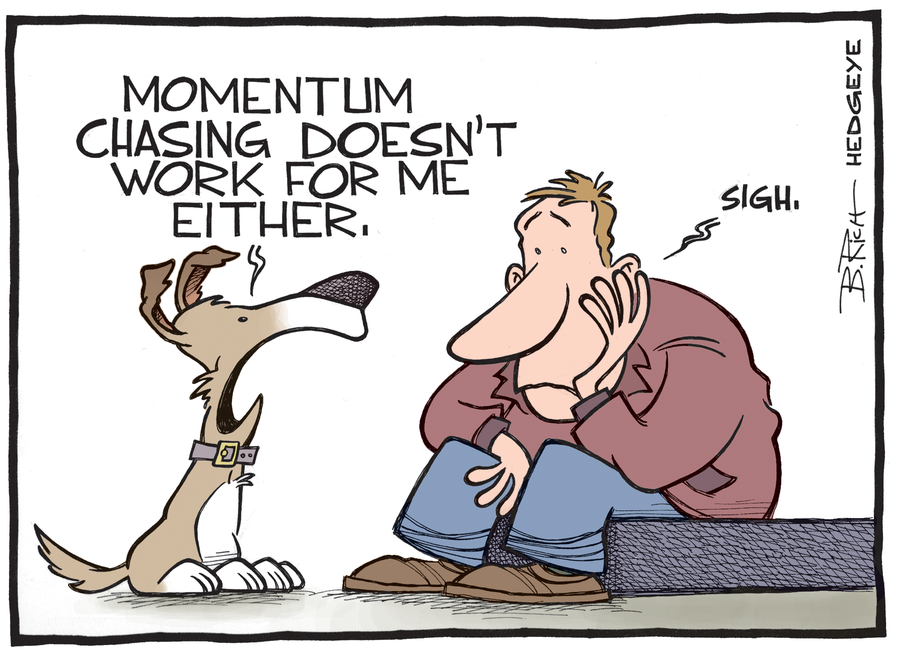 MOMENTUM
CHASING DOESN'T
WORK FOR ME
EITHER.
SIGH.
B. RICH
HEDGEYE